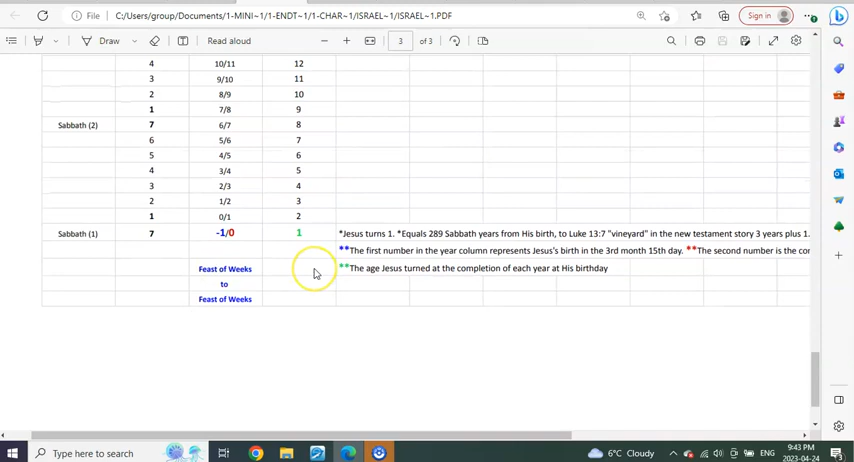 File | C:/Users/group/Documents/1-MINI~1/1-ENDT~1/1-CHAR~1/ISRAEL~1/ISRAEL~1.PDF
Sign in
Draw
Read aloud
3 of 3
4 10/11 12
3 9/10 11
2 8/9 10
1 7/8 9
Sabbath (2) 7 6/7 8
6 5/6 7
5 4/5 6
4 3/4 5
3 2/3 4
2 1/2 3
1 0/1 2
Sabbath (1) 7 -1/0 1 *Jesus turns 1. *Equals 289 Sabbath years from His birth, to Luke 13:7 "vineyard" in the new testament story 3 years plus 1.
**The first number in the year column represents Jesus's birth in the 3rd month 15th day. **The second number is the con
Feast of Weeks **The age Jesus turned at the completion of each year at His birthday
to
Feast of Weeks
Type here to search
6°C Cloudy
ENG
9:43 PM
2023-04-24
3